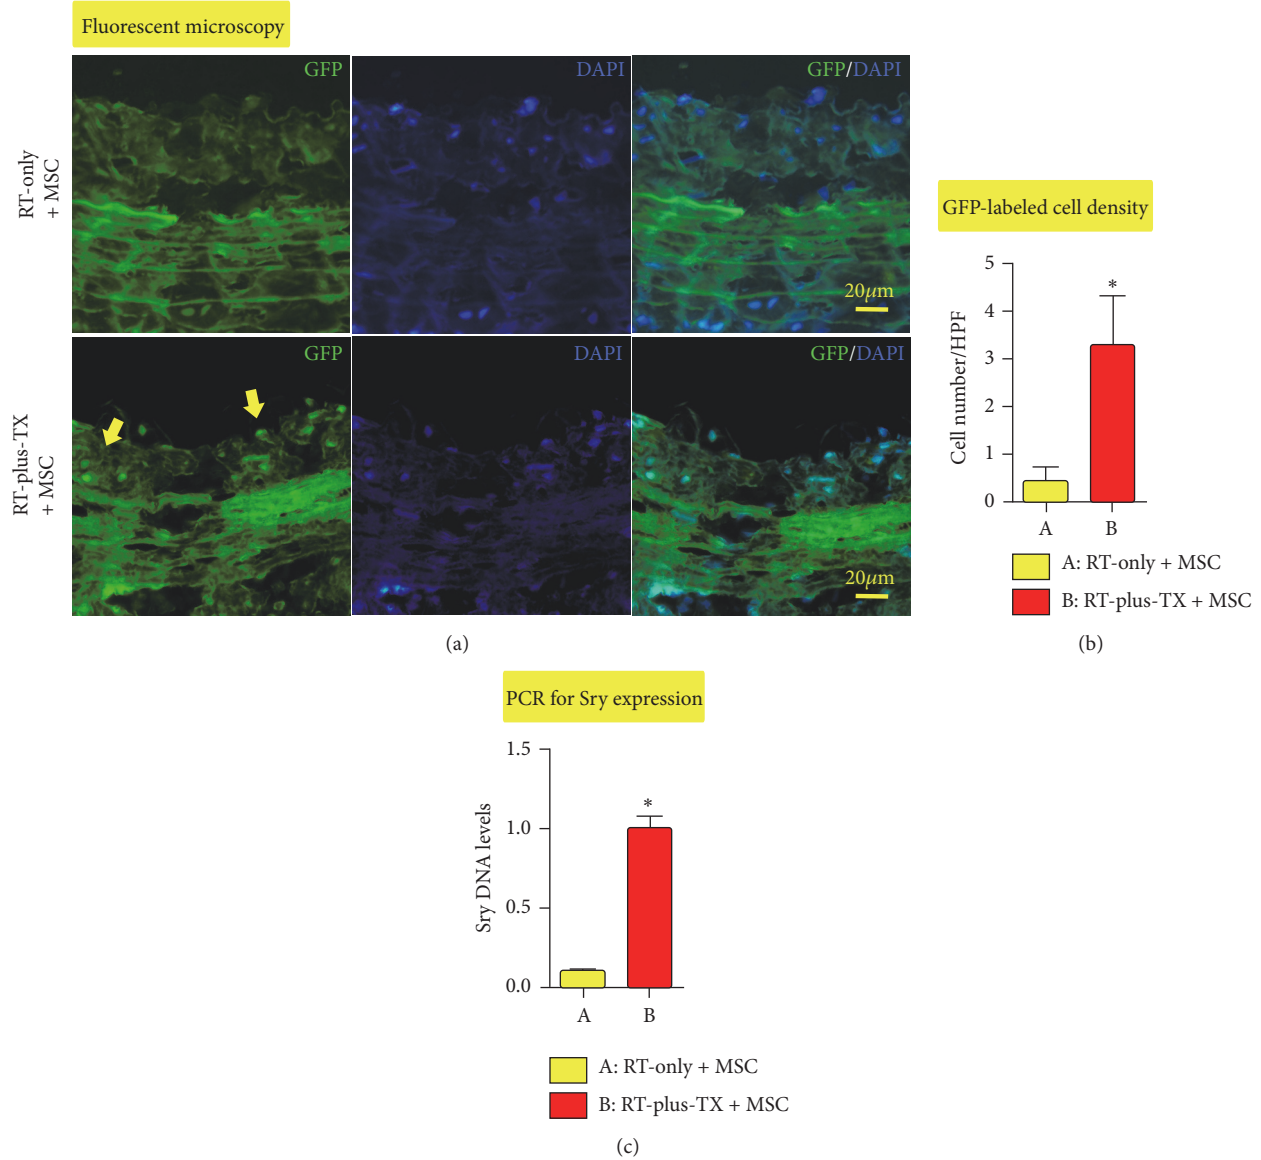 Fluorescent microscopy
GFP
DAPI
GFP/DAPI
RT-only
+ MSC
20μm
GFP
DAPI
GFP/DAPI
RT-plus-TX
+ MSC
20μm
(a)
GFP-labeled cell density
Cell number/HPF
5
4
3
2
1
0
*
A
B
A: RT-only + MSC
B: RT-plus-TX + MSC
(b)
PCR for Sry expression
Sry DNA levels
1.5
1.0
0.5
0.0
*
A
B
A: RT-only + MSC
B: RT-plus-TX + MSC
(c)